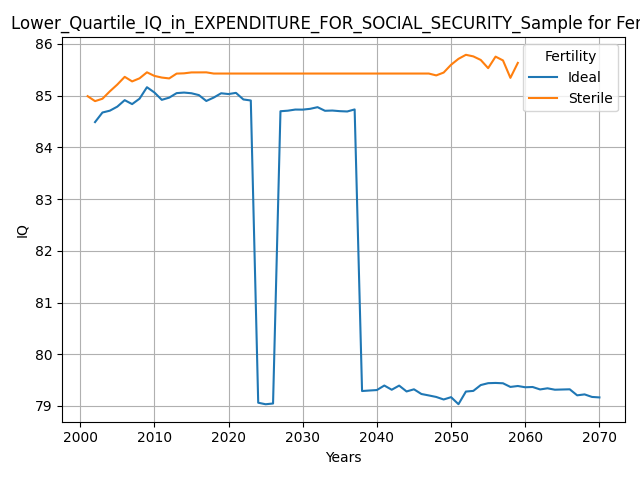 Lower_Quartile_IQ_in_EXPENDITURE_FOR_SOCIAL_SECURITY_Sample for Fer
86
85
84
83
82
81
80
79
IQ
Fertility
Ideal
Sterile
2000 2010 2020 2030 2040 2050 2060 2070
Years